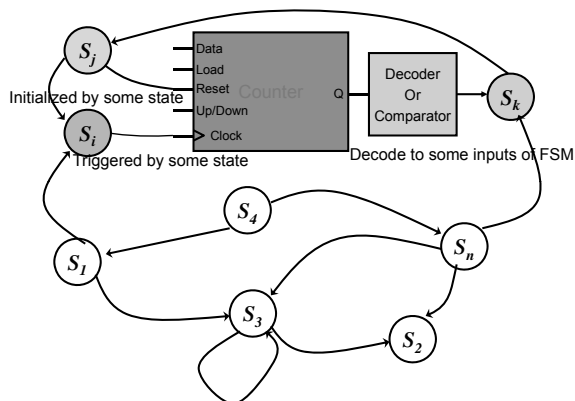 Data
Load
Reset
Up/Down
Clock
Counter
Q
Decoder
Or
Comparator
Sj
Si
Sk
Initialized by some state
Triggered by some state
Decode to some inputs of FSM
S4
S1
Sn
S3
S2